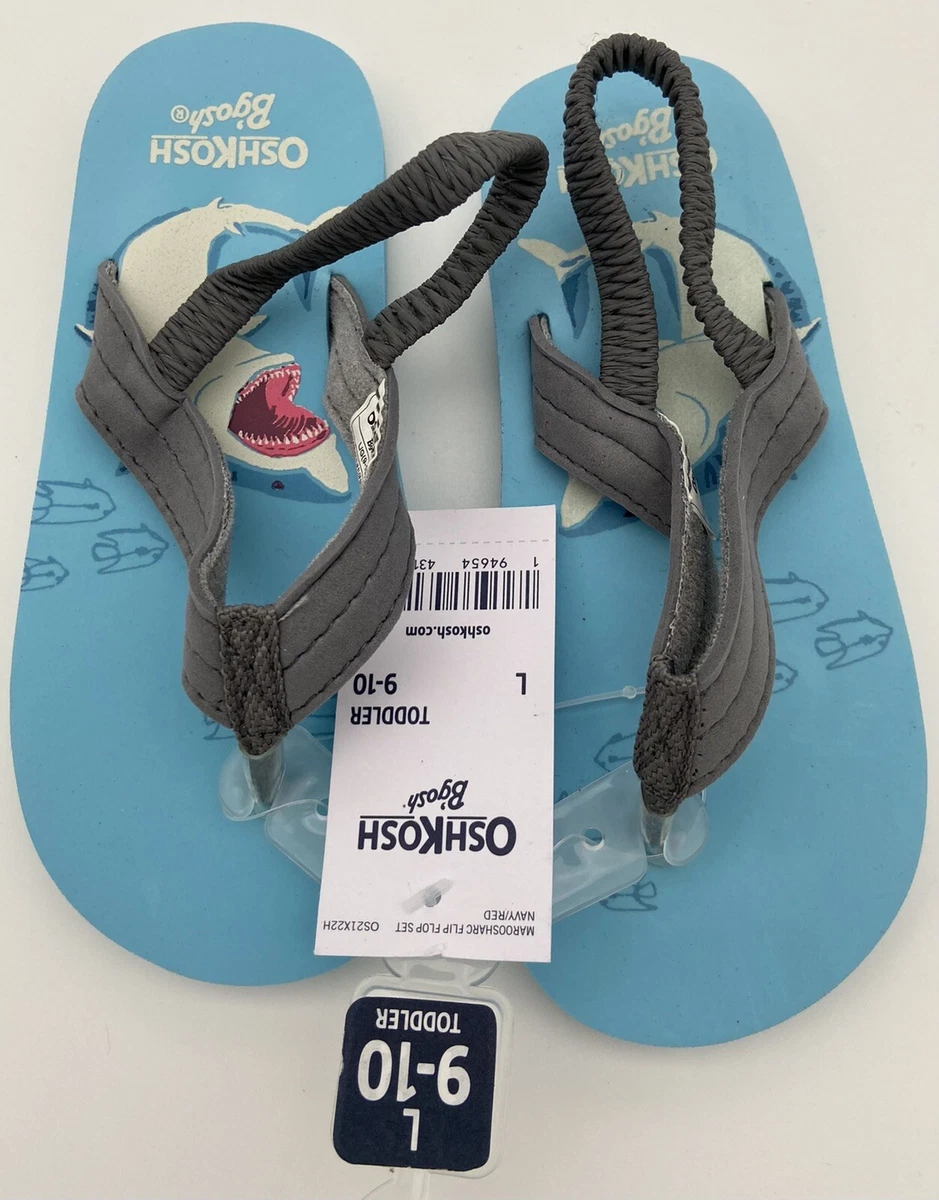 OSHKOSH
B'gosh®
OSHKOSH
B'gosh
MAROOSHARC FLIP FLOP SET OS21X22H
NAVY/RED
OSHKOSH
B'gosh
TODDLER
L 9-10
oshkosh.com
1 94654 431
L
9-10
TODDLER